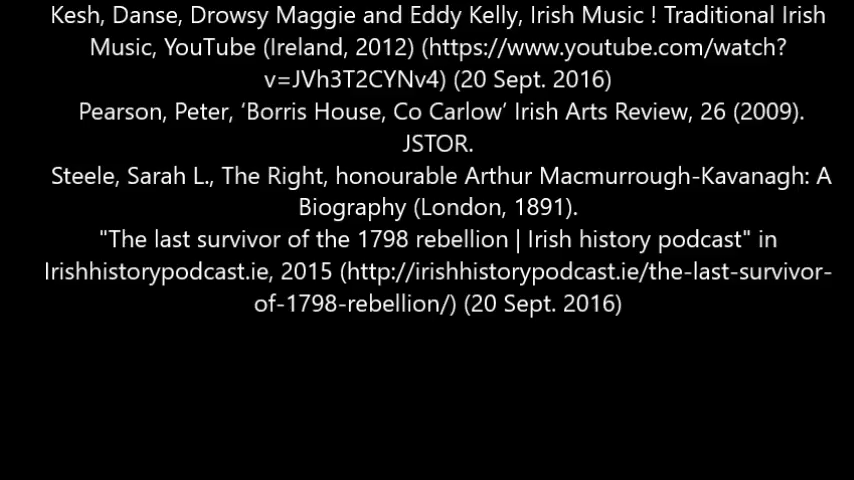 Kesh, Danse, Drowsy Maggie and Eddy Kelly, Irish Music ! Traditional Irish
Music, YouTube (Ireland, 2012) (https://www.youtube.com/watch?
v=JVh3T2CYNv4) (20 Sept. 2016)
Pearson, Peter, ‘Borris House, Co Carlow’ Irish Arts Review, 26 (2009).
JSTOR.
Steele, Sarah L., The Right, honourable Arthur Macmurrough-Kavanagh: A
Biography (London, 1891).
"The last survivor of the 1798 rebellion | Irish history podcast" in
Irishhistorypodcast.ie, 2015 (http://irishhistorypodcast.ie/the-last-survivor-
of-1798-rebellion/) (20 Sept. 2016)